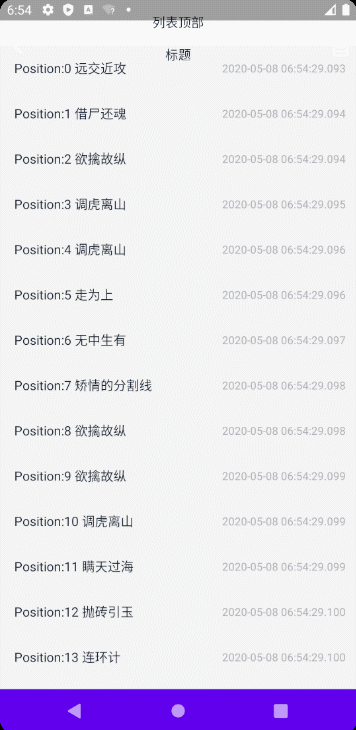 6:54
列表顶部
标题
Position:0 远交近攻 2020-05-08 06:54:29.093
Position:1 借尸还魂 2020-05-08 06:54:29.094
Position:2 欲擒故纵 2020-05-08 06:54:29.094
Position:3 调虎离山 2020-05-08 06:54:29.095
Position:4 调虎离山 2020-05-08 06:54:29.096
Position:5 走为上 2020-05-08 06:54:29.096
Position:6 无中生有 2020-05-08 06:54:29.097
Position:7 矫情的分割线 2020-05-08 06:54:29.098
Position:8 欲擒故纵 2020-05-08 06:54:29.098
Position:9 欲擒故纵 2020-05-08 06:54:29.099
Position:10 调虎离山 2020-05-08 06:54:29.099
Position:11 瞒天过海 2020-05-08 06:54:29.099
Position:12 抛砖引玉 2020-05-08 06:54:29.100
Position:13 连环计 2020-05-08 06:54:29.100